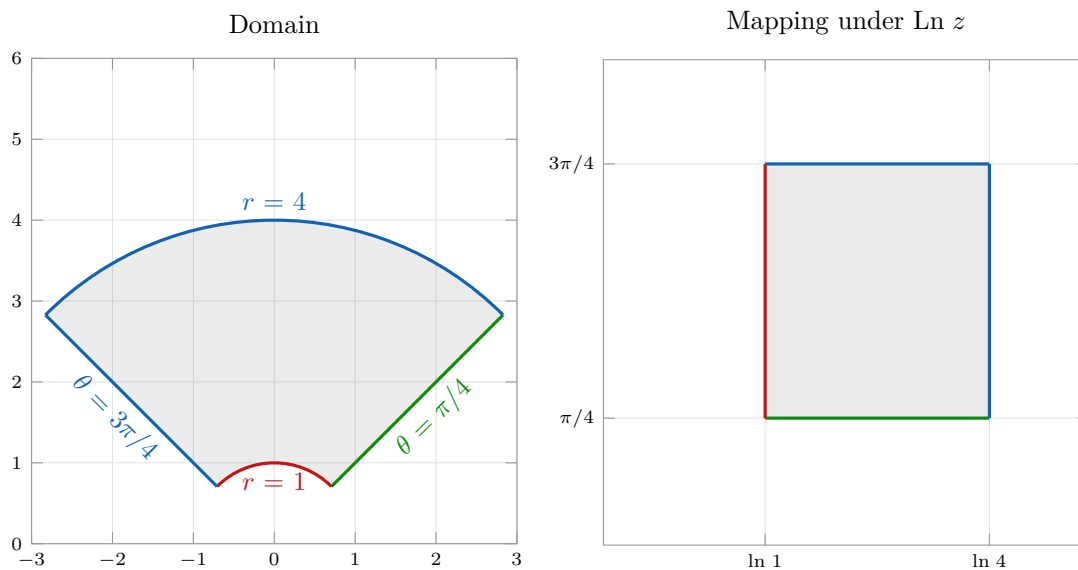 Domain
6
5
4
3
2
1
0
−3
−2
−1
0
1
2
3
r = 4
θ = 3π/4
θ = π/4
r = 1
Mapping under Ln z
3π/4
π/4
ln 1
ln 4